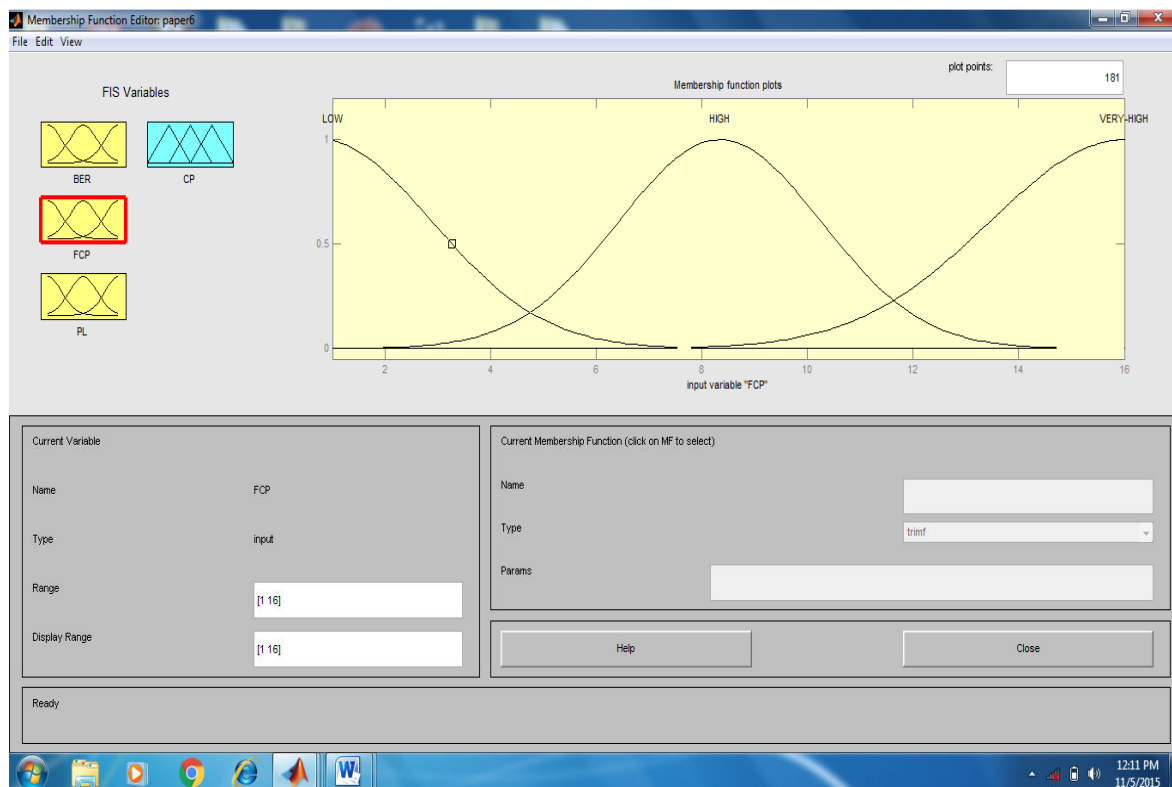 Membership Function Editor: paper6
File Edit View
FIS Variables
BER
CP
FCP
PL
plot points:
181
Membership function plots
LOW
HIGH
VERY-HIGH
1
0.5
0
2 4 6 8 10 12 14 16
input variable "FCP"
Current Variable
Name FCP
Type input
Range [1 16]
Display Range [1 16]
Current Membership Function (click on MF to select)
Name
Type trimf
Params
Help
Close
Ready
W
12:11 PM
11/5/2015